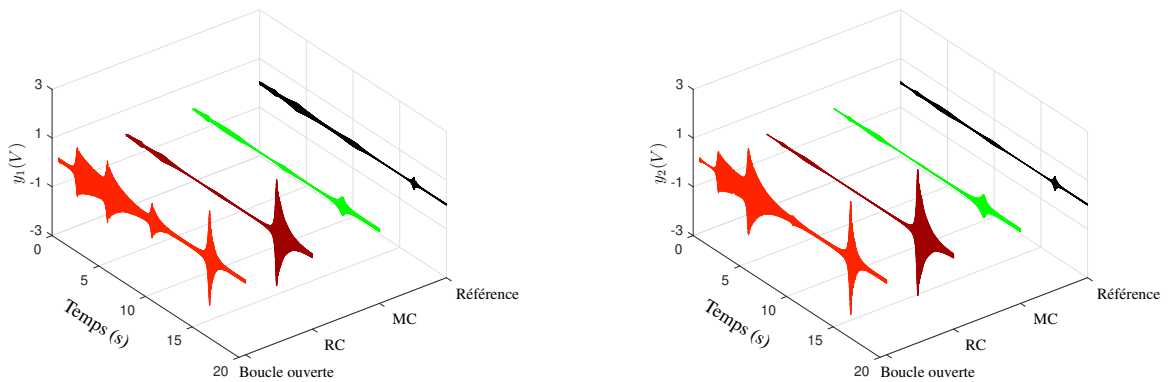 3
1
-1
-3
y₁(V)
0
5
10
15
20
Temps (s)
Boucle ouverte
RC
MC
Référence
3
1
-1
-3
y₂(V)
0
5
10
15
20
Temps (s)
Boucle ouverte
RC
MC
Référence